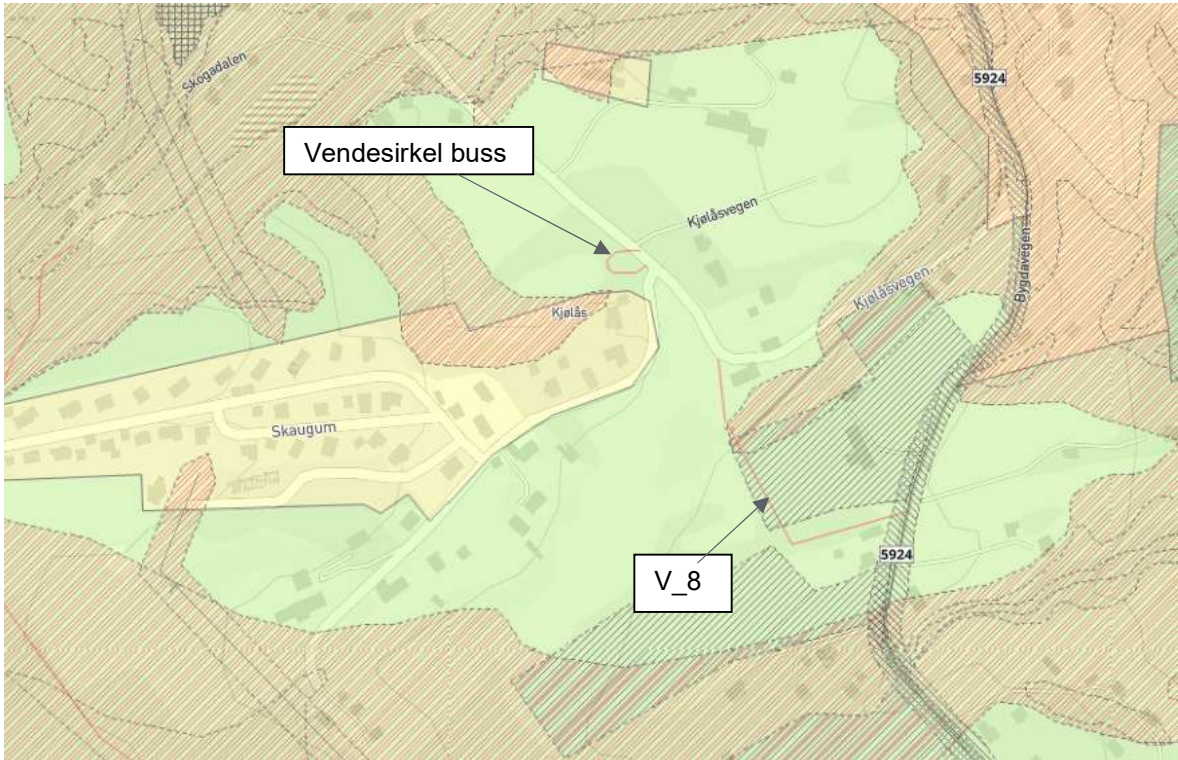 Skogadalen
5924
Vendesirkel buss
Kjølåsvegen
Bygdavegen
Kjølåsvegen
Kjølås
Skaugum
5924
V_8